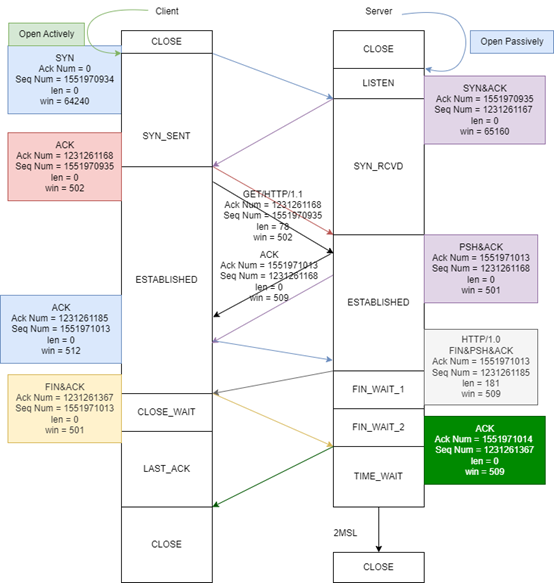 Client
Server
Open Actively
Open Passively
CLOSE
CLOSE
SYN
Ack Num = 0
Seq Num = 1551970934
len = 0
win = 64240
LISTEN
SYN&ACK
Ack Num = 1551970935
Seq Num = 1231261167
len = 0
win = 65160
SYN_SENT
ACK
Ack Num = 1231261168
Seq Num = 1551970935
len = 0
win = 502
SYN_RCVD
GET/HTTP/1.1
Ack Num = 1231261168
Seq Num = 1551970935
len = 78
win = 502
ACK
Ack Num = 1551971013
Seq Num = 1231261168
len = 0
win = 509
PSH&ACK
Ack Num = 1551971013
Seq Num = 1231261168
len = 0
win = 501
ESTABLISHED
ESTABLISHED
ACK
Ack Num = 1231261185
Seq Num = 1551971013
len = 0
win = 512
HTTP/1.0
FIN&PSH&ACK
Ack Num = 1551971013
Seq Num = 1231261185
len = 181
win = 509
FIN&ACK
Ack Num = 1231261367
Seq Num = 1551971013
len = 0
win = 501
CLOSE_WAIT
FIN_WAIT_1
FIN_WAIT_2
ACK
Ack Num = 1551971014
Seq Num = 1231261367
len = 0
win = 509
LAST_ACK
TIME_WAIT
2MSL
CLOSE
CLOSE